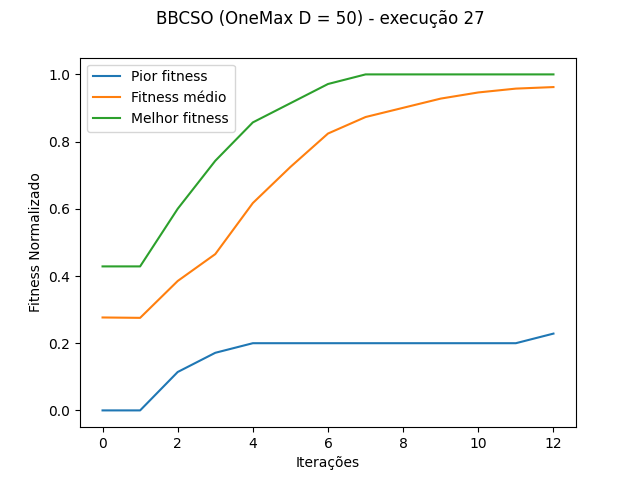 BBCSO (OneMax D = 50) - execução 27
Pior fitness
Fitness médio
Melhor fitness
Fitness Normalizado
1.0
0.8
0.6
0.4
0.2
0.0
0 2 4 6 8 10 12
Iterações